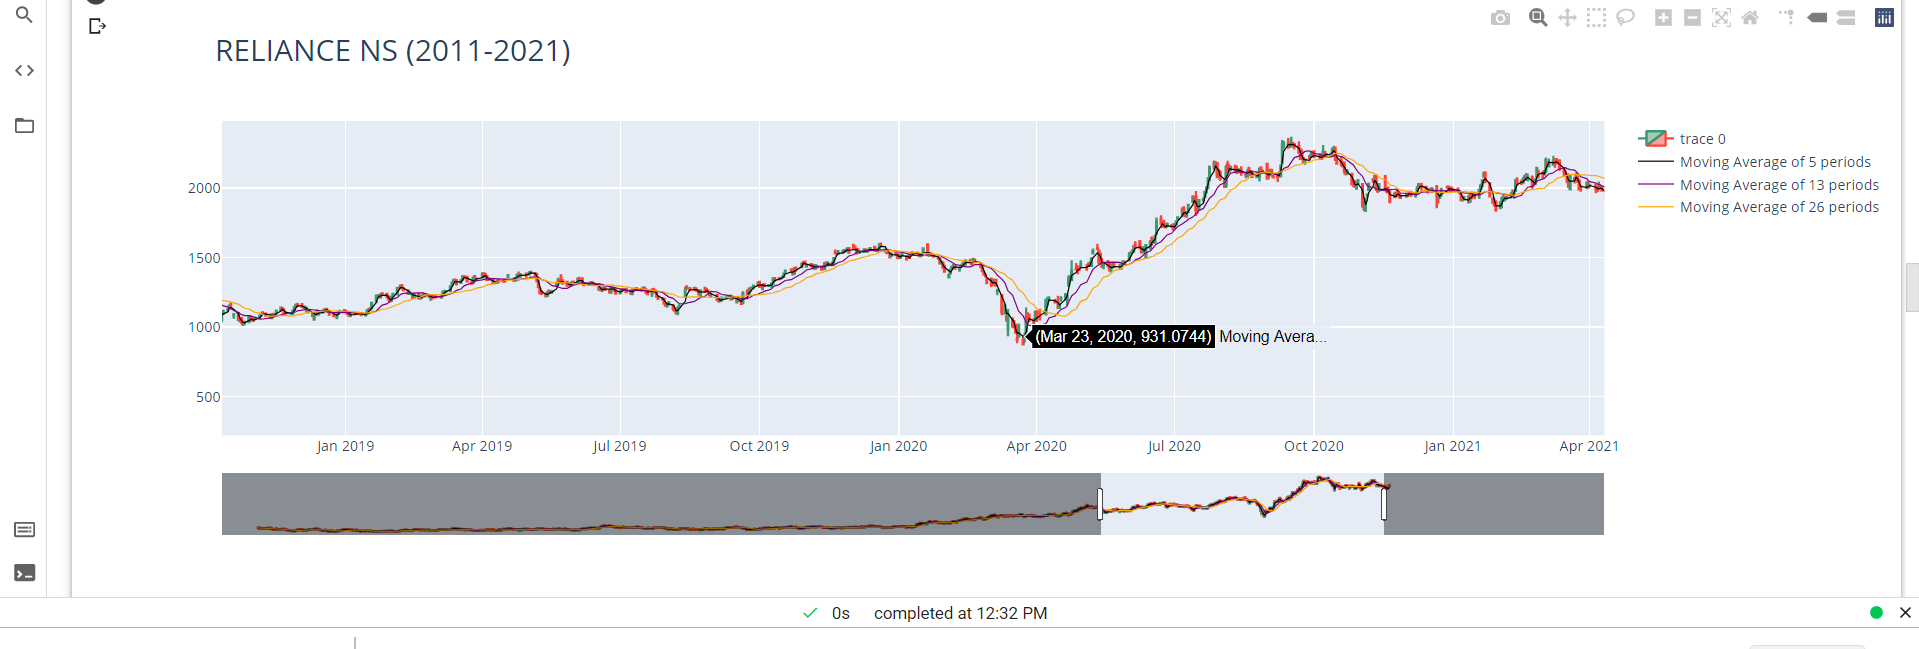 RELIANCE NS (2011-2021)
trace 0
Moving Average of 5 periods
Moving Average of 13 periods
Moving Average of 26 periods
2000
1500
1000
500
(Mar 23, 2020, 931.0744) Moving Avera...
Jan 2019 Apr 2019 Jul 2019 Oct 2019 Jan 2020 Apr 2020 Jul 2020 Oct 2020 Jan 2021 Apr 2021
0s completed at 12:32 PM